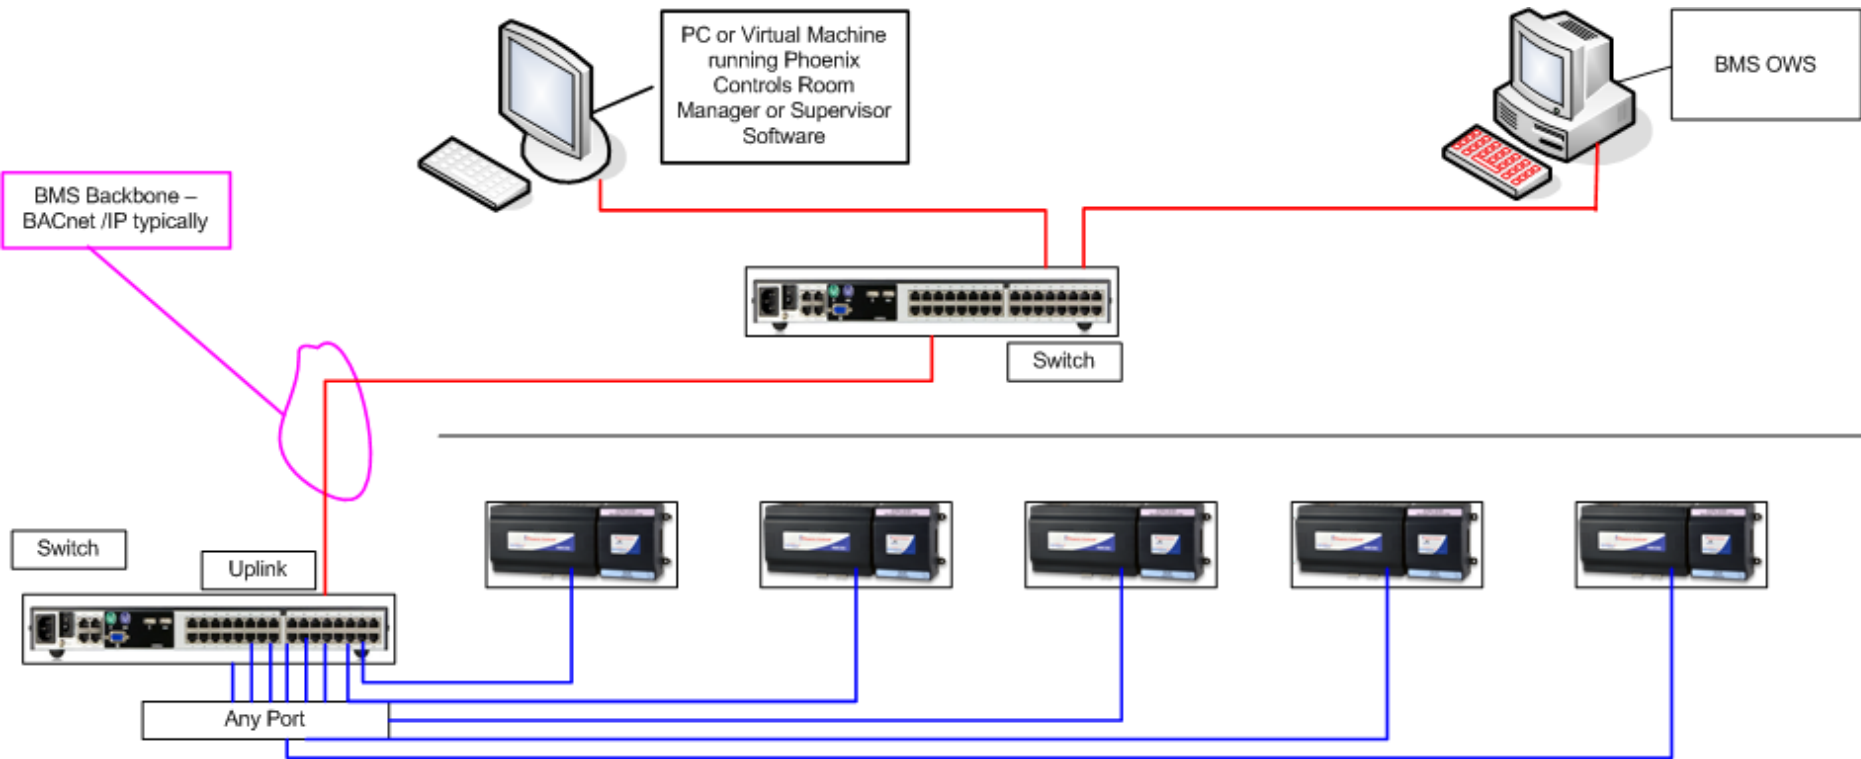 PC or Virtual Machine
running Phoenix
Controls Room
Manager or Supervisor
Software
BMS OWS
BMS Backbone –
BACnet /IP typically
Switch
Switch
Uplink
Any Port